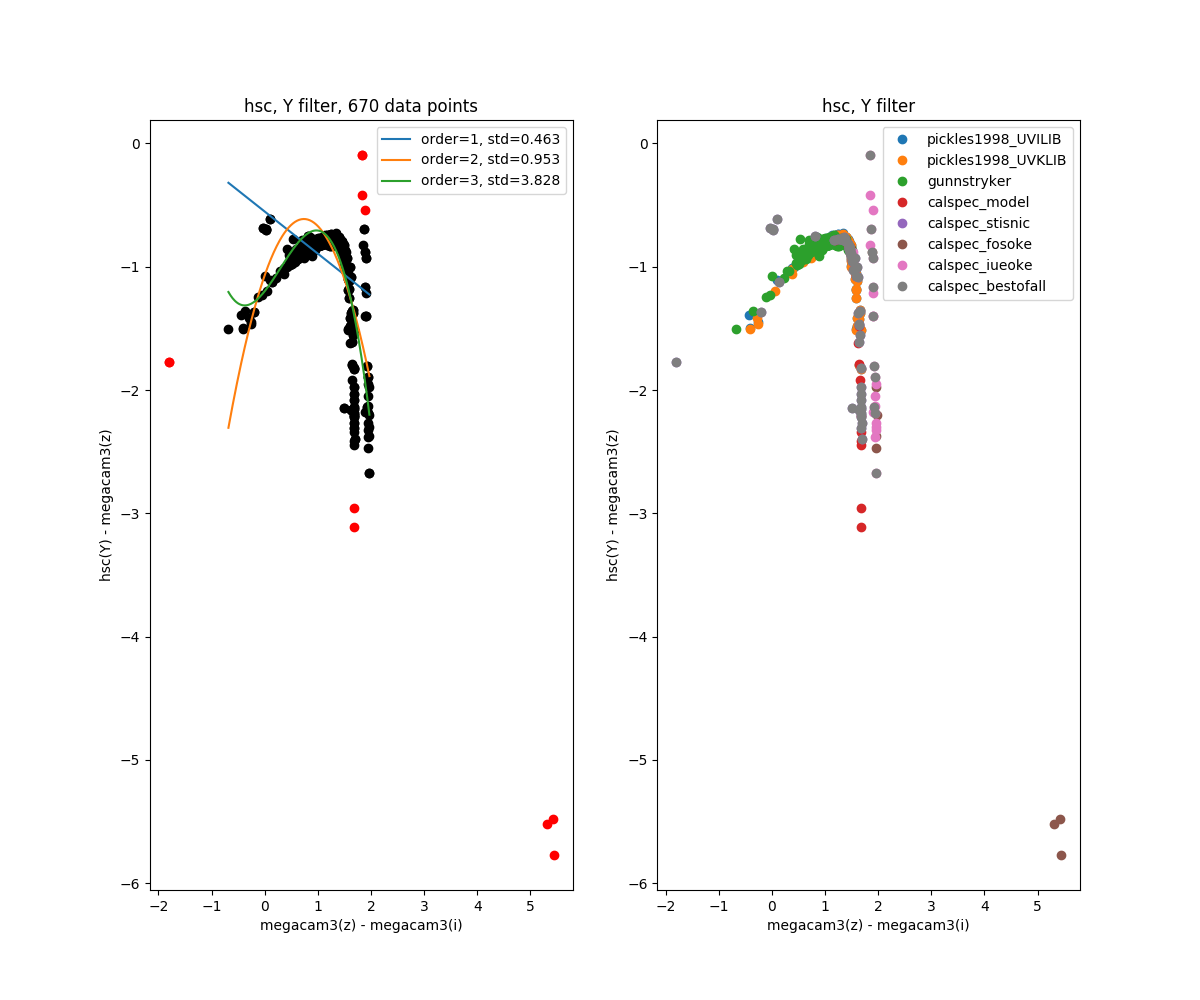 hsc, Y filter, 670 data points
order=1, std=0.463
order=2, std=0.953
order=3, std=3.828
0
−1
−2
−3
−4
−5
−6
hsc(Y) - megacam3(z)
−2
−1
0
1
2
3
4
5
megacam3(z) - megacam3(i)
hsc, Y filter
pickles1998_UVILIB
pickles1998_UVKLIB
gunnstryker
calspec_model
calspec_stisnic
calspec_fosoke
calspec_iueoke
calspec_bestofall
0
−1
−2
−3
−4
−5
−6
hsc(Y) - megacam3(z)
−2
−1
0
1
2
3
4
5
megacam3(z) - megacam3(i)